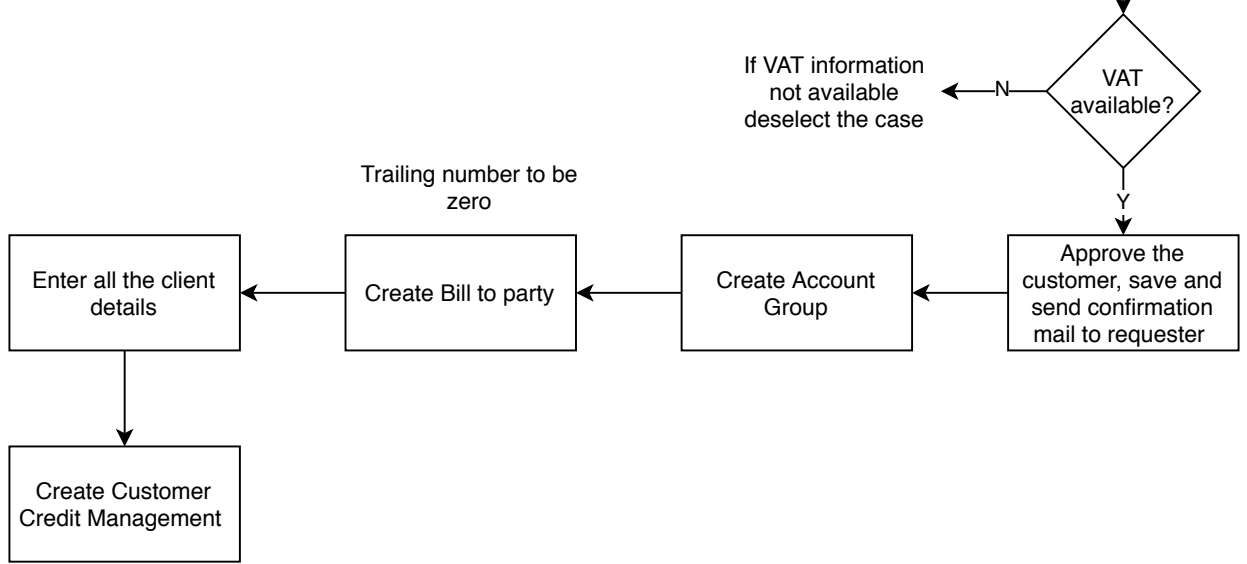 If VAT information
not available
deselect the case
N
VAT
available?
Y
Trailing number to be
zero
Enter all the client
details
Create Bill to party
Create Account
Group
Approve the
customer, save and
send confirmation
mail to requester
Create Customer
Credit Management